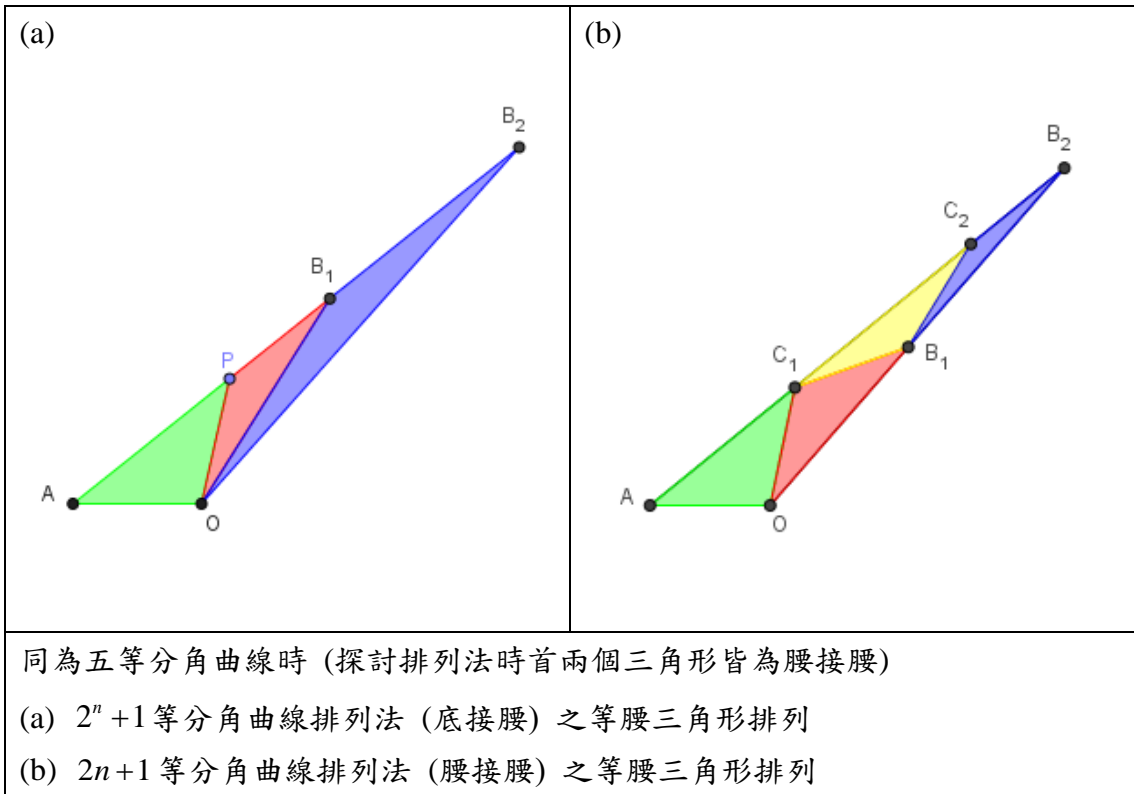 (a)
B₂
B₁
P
A
O
(b)
B₂
C₂
C₁
B₁
A
O
同為五等分角曲線時 (探討排列法時首兩個三角形皆為腰接腰)
(a) 2ⁿ+1等分角曲線排列法 (底接腰) 之等腰三角形排列
(b) 2n+1等分角曲線排列法 (腰接腰) 之等腰三角形排列